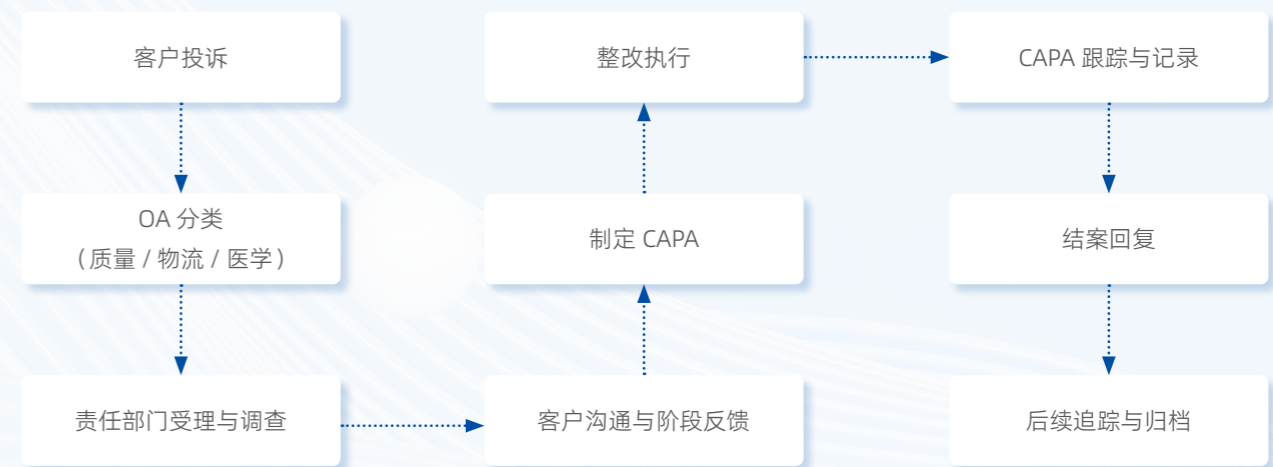 客户投诉
OA 分类
（质量 / 物流 / 医学）
责任部门受理与调查
客户沟通与阶段反馈
制定 CAPA
整改执行
CAPA 跟踪与记录
结案回复
后续追踪与归档